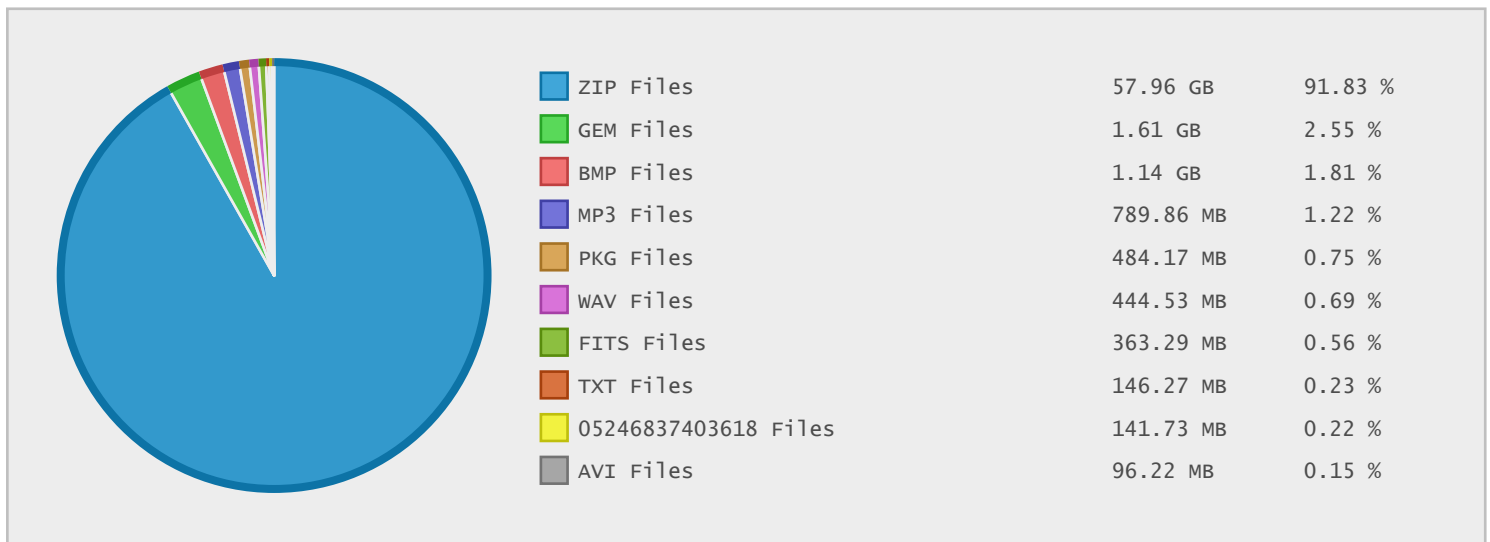 ZIP Files 57.96 GB 91.83 %
GEM Files 1.61 GB 2.55 %
BMP Files 1.14 GB 1.81 %
MP3 Files 789.86 MB 1.22 %
PKG Files 484.17 MB 0.75 %
WAV Files 444.53 MB 0.69 %
FITS Files 363.29 MB 0.56 %
TXT Files 146.27 MB 0.23 %
05246837403618 Files 141.73 MB 0.22 %
AVI Files 96.22 MB 0.15 %